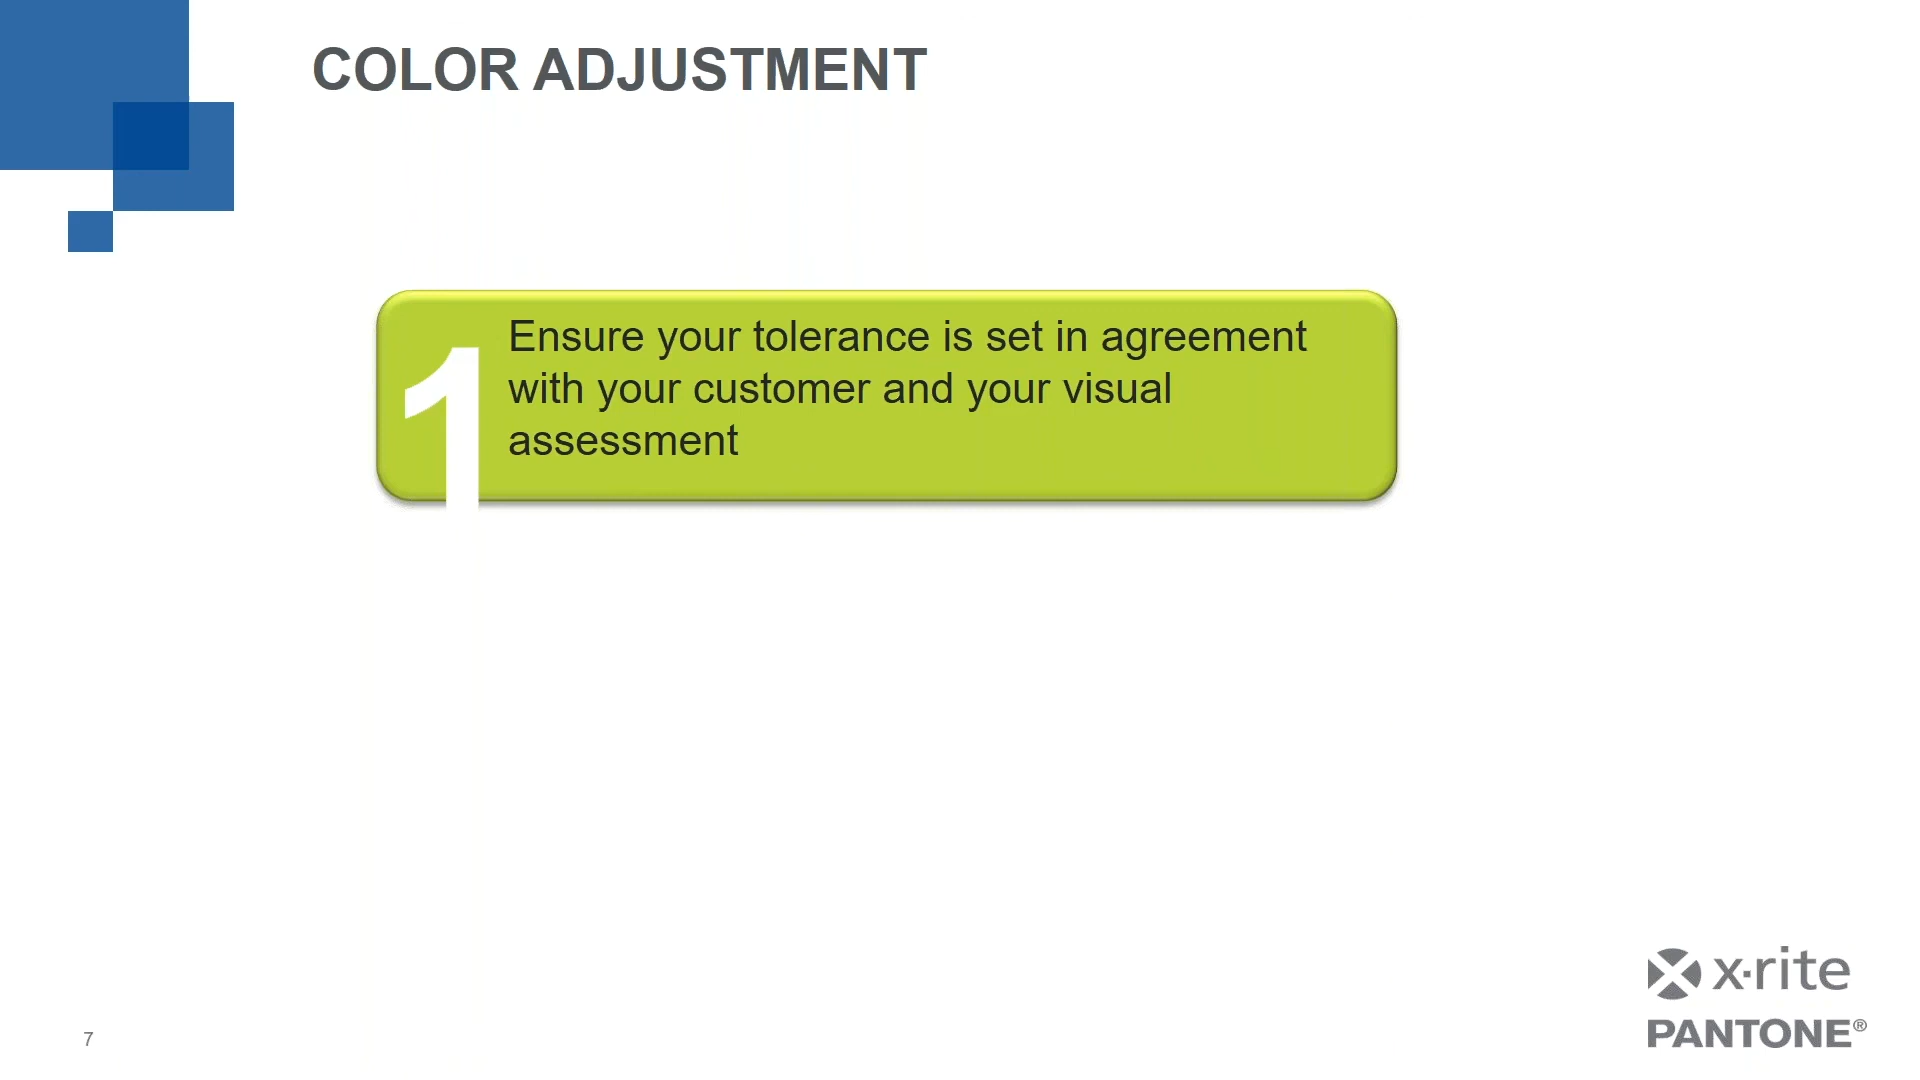 COLOR ADJUSTMENT
1
Ensure your tolerance is set in agreement
with your customer and your visual
assessment
x·rite
PANTONE®
7